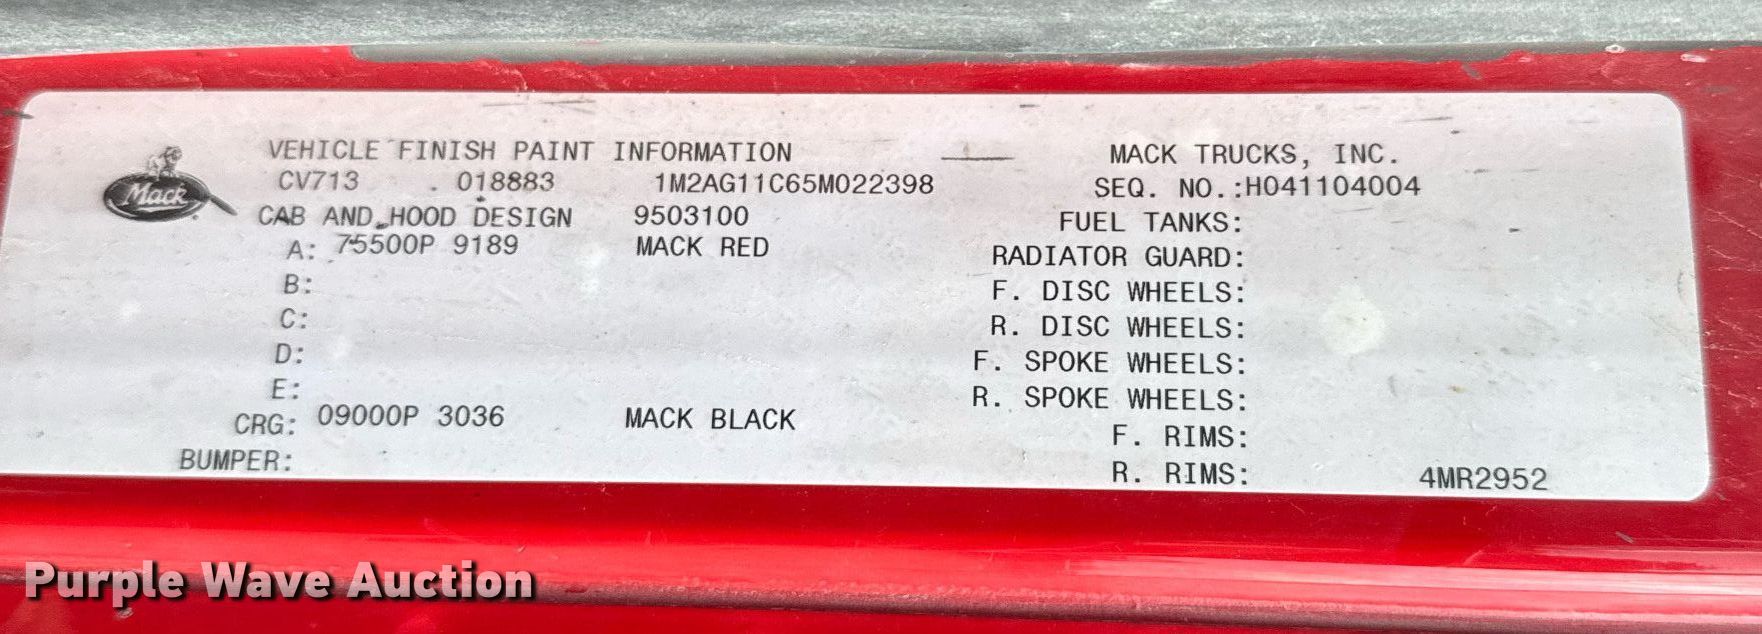 VEHICLE FINISH PAINT INFORMATION
MACK TRUCKS, INC.
Mack
CV713 018883 1M2AG11C65M022398
SEQ. NO.:H041104004
CAB AND HOOD DESIGN 9503100
FUEL TANKS:
A: 75500P 9189 MACK RED
RADIATOR GUARD:
B:
F. DISC WHEELS:
C:
R. DISC WHEELS:
D:
F. SPOKE WHEELS:
E:
R. SPOKE WHEELS:
CRG: 09000P 3036 MACK BLACK
F. RIMS:
BUMPER:
R. RIMS: 4MR2952
Purple Wave Auction